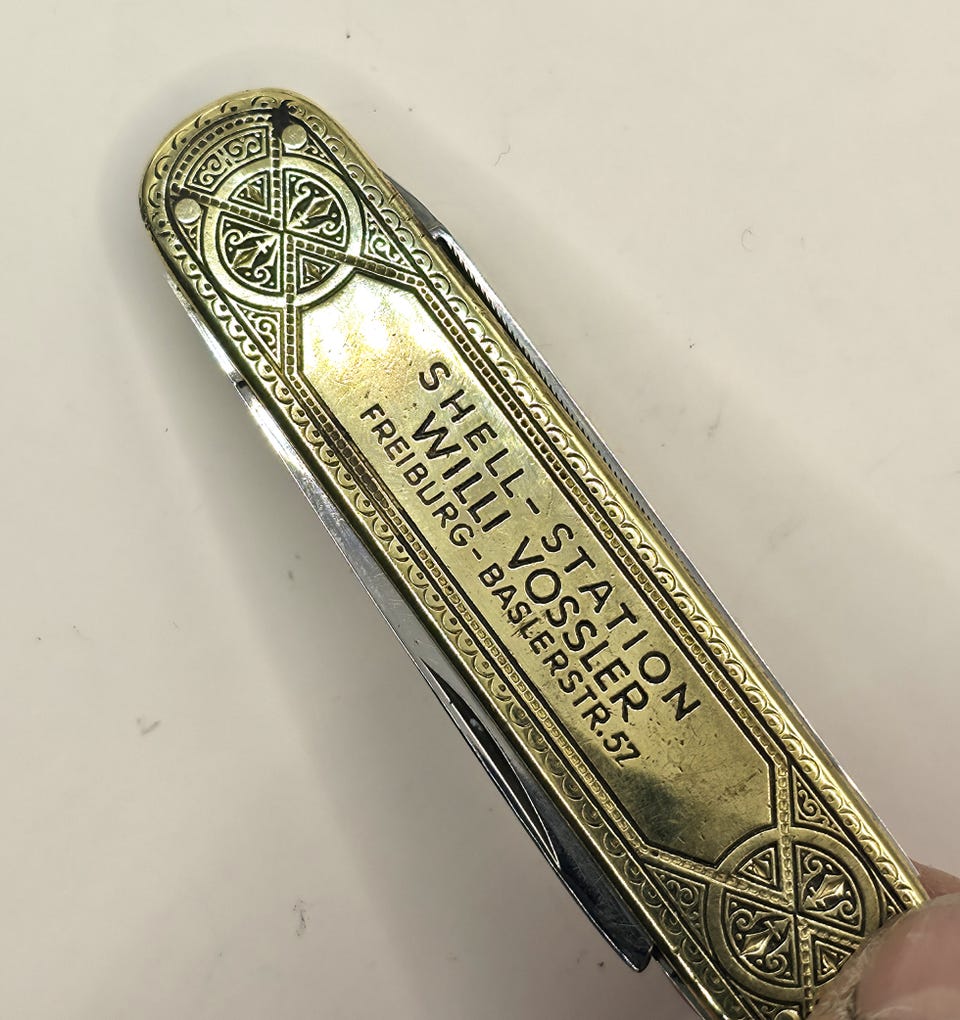 SHELL-STATION
WILLI VOSSLER
FREIBURG-BASLERSTR.57